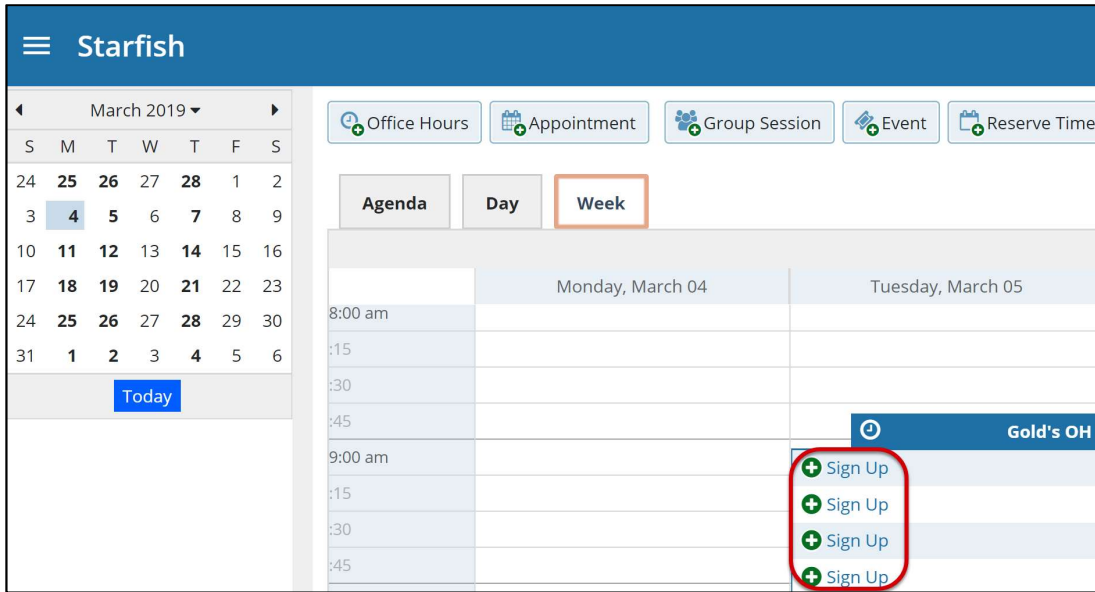 Starfish
March 2019
S M T W T F S
24 25 26 27 28 1 2
3 4 5 6 7 8 9
10 11 12 13 14 15 16
17 18 19 20 21 22 23
24 25 26 27 28 29 30
31 1 2 3 4 5 6
Today
Office Hours Appointment Group Session Event Reserve Time
Agenda Day Week
Monday, March 04 Tuesday, March 05
8:00 am
:15
:30
:45 Gold's OH
9:00 am Sign Up
:15 Sign Up
:30 Sign Up
:45 Sign Up